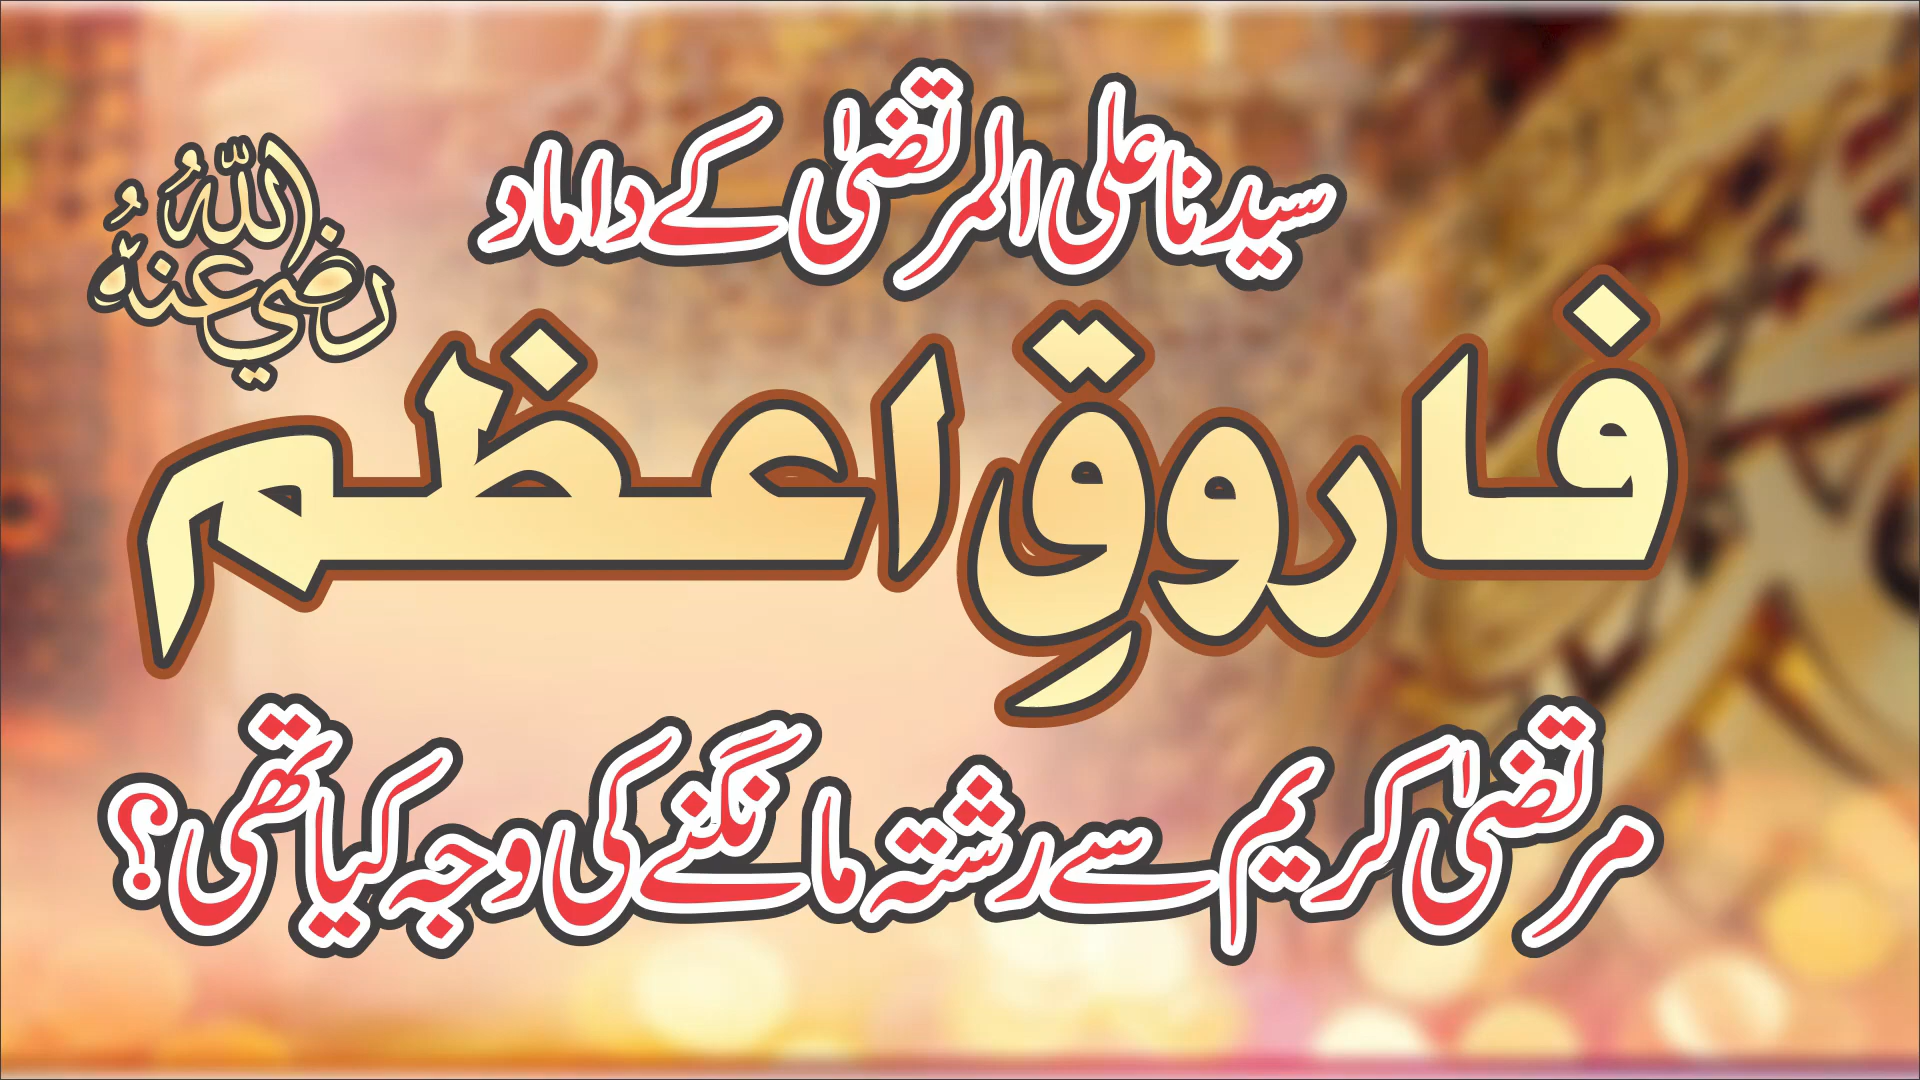 سیدنا علی المرتضیٰ کے داماد
فاروقِ اعظم رضي الله عنه
مرتضیٰ کریم سے رشتہ مانگنے کی وجہ کیا تھی؟